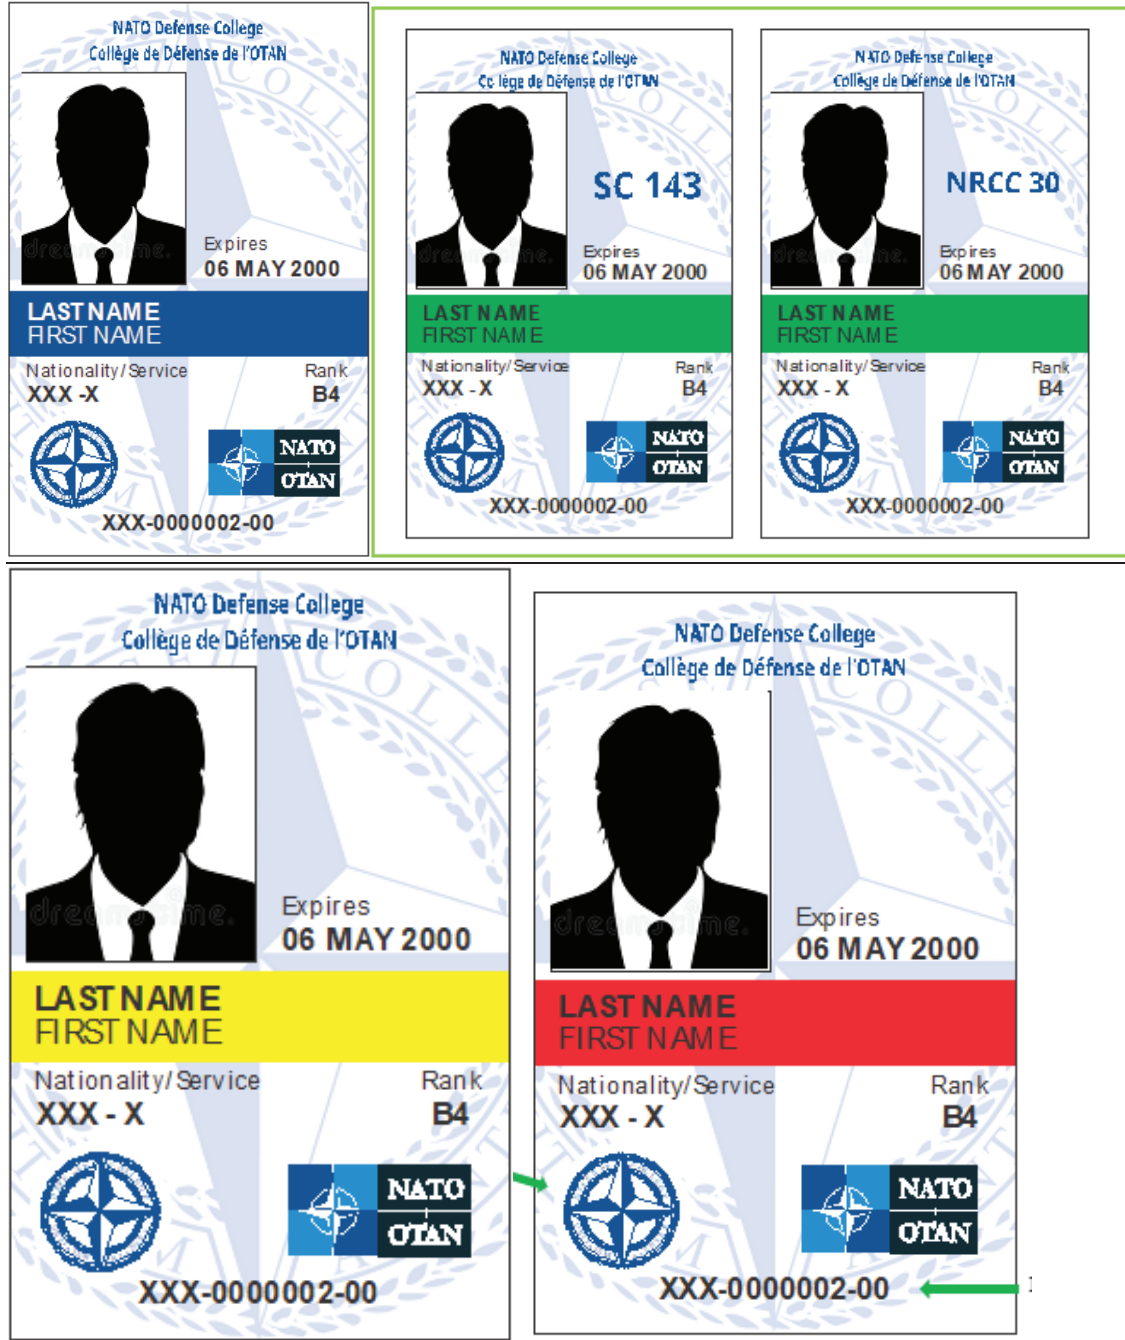 NATO Defense College
Collège de Défense de l'OTAN
dreamstime.
Expires
06 MAY 2000
LAST NAME
FIRST NAME
Nationality/Service
Rank
XXX -X
B4
NATO
OTAN
XXX-0000002-00
NATO Defense College
Collège de Défense de l'OTAN
SC 143
dreamstime.
Expires
06 MAY 2000
LAST NAME
FIRST NAME
Nationality/Service
Rank
XXX - X
B4
NATO
OTAN
XXX-0000002-00
NATO Defense College
Collège de Défense de l'OTAN
NRCC 30
dreamstime.
Expires
06 MAY 2000
LAST NAME
FIRST NAME
Nationality/Service
Rank
XXX - X
B4
NATO
OTAN
XXX-0000002-00
NATO Defense College
Collège de Défense de l'OTAN
dreamstime.
Expires
06 MAY 2000
LAST NAME
FIRST NAME
Nationality/Service
Rank
XXX - X
B4
NATO
OTAN
XXX-0000002-00
NATO Defense College
Collège de Défense de l'OTAN
dreamstime.
Expires
06 MAY 2000
LAST NAME
FIRST NAME
Nationality/Service
Rank
XXX - X
B4
NATO
OTAN
XXX-0000002-00